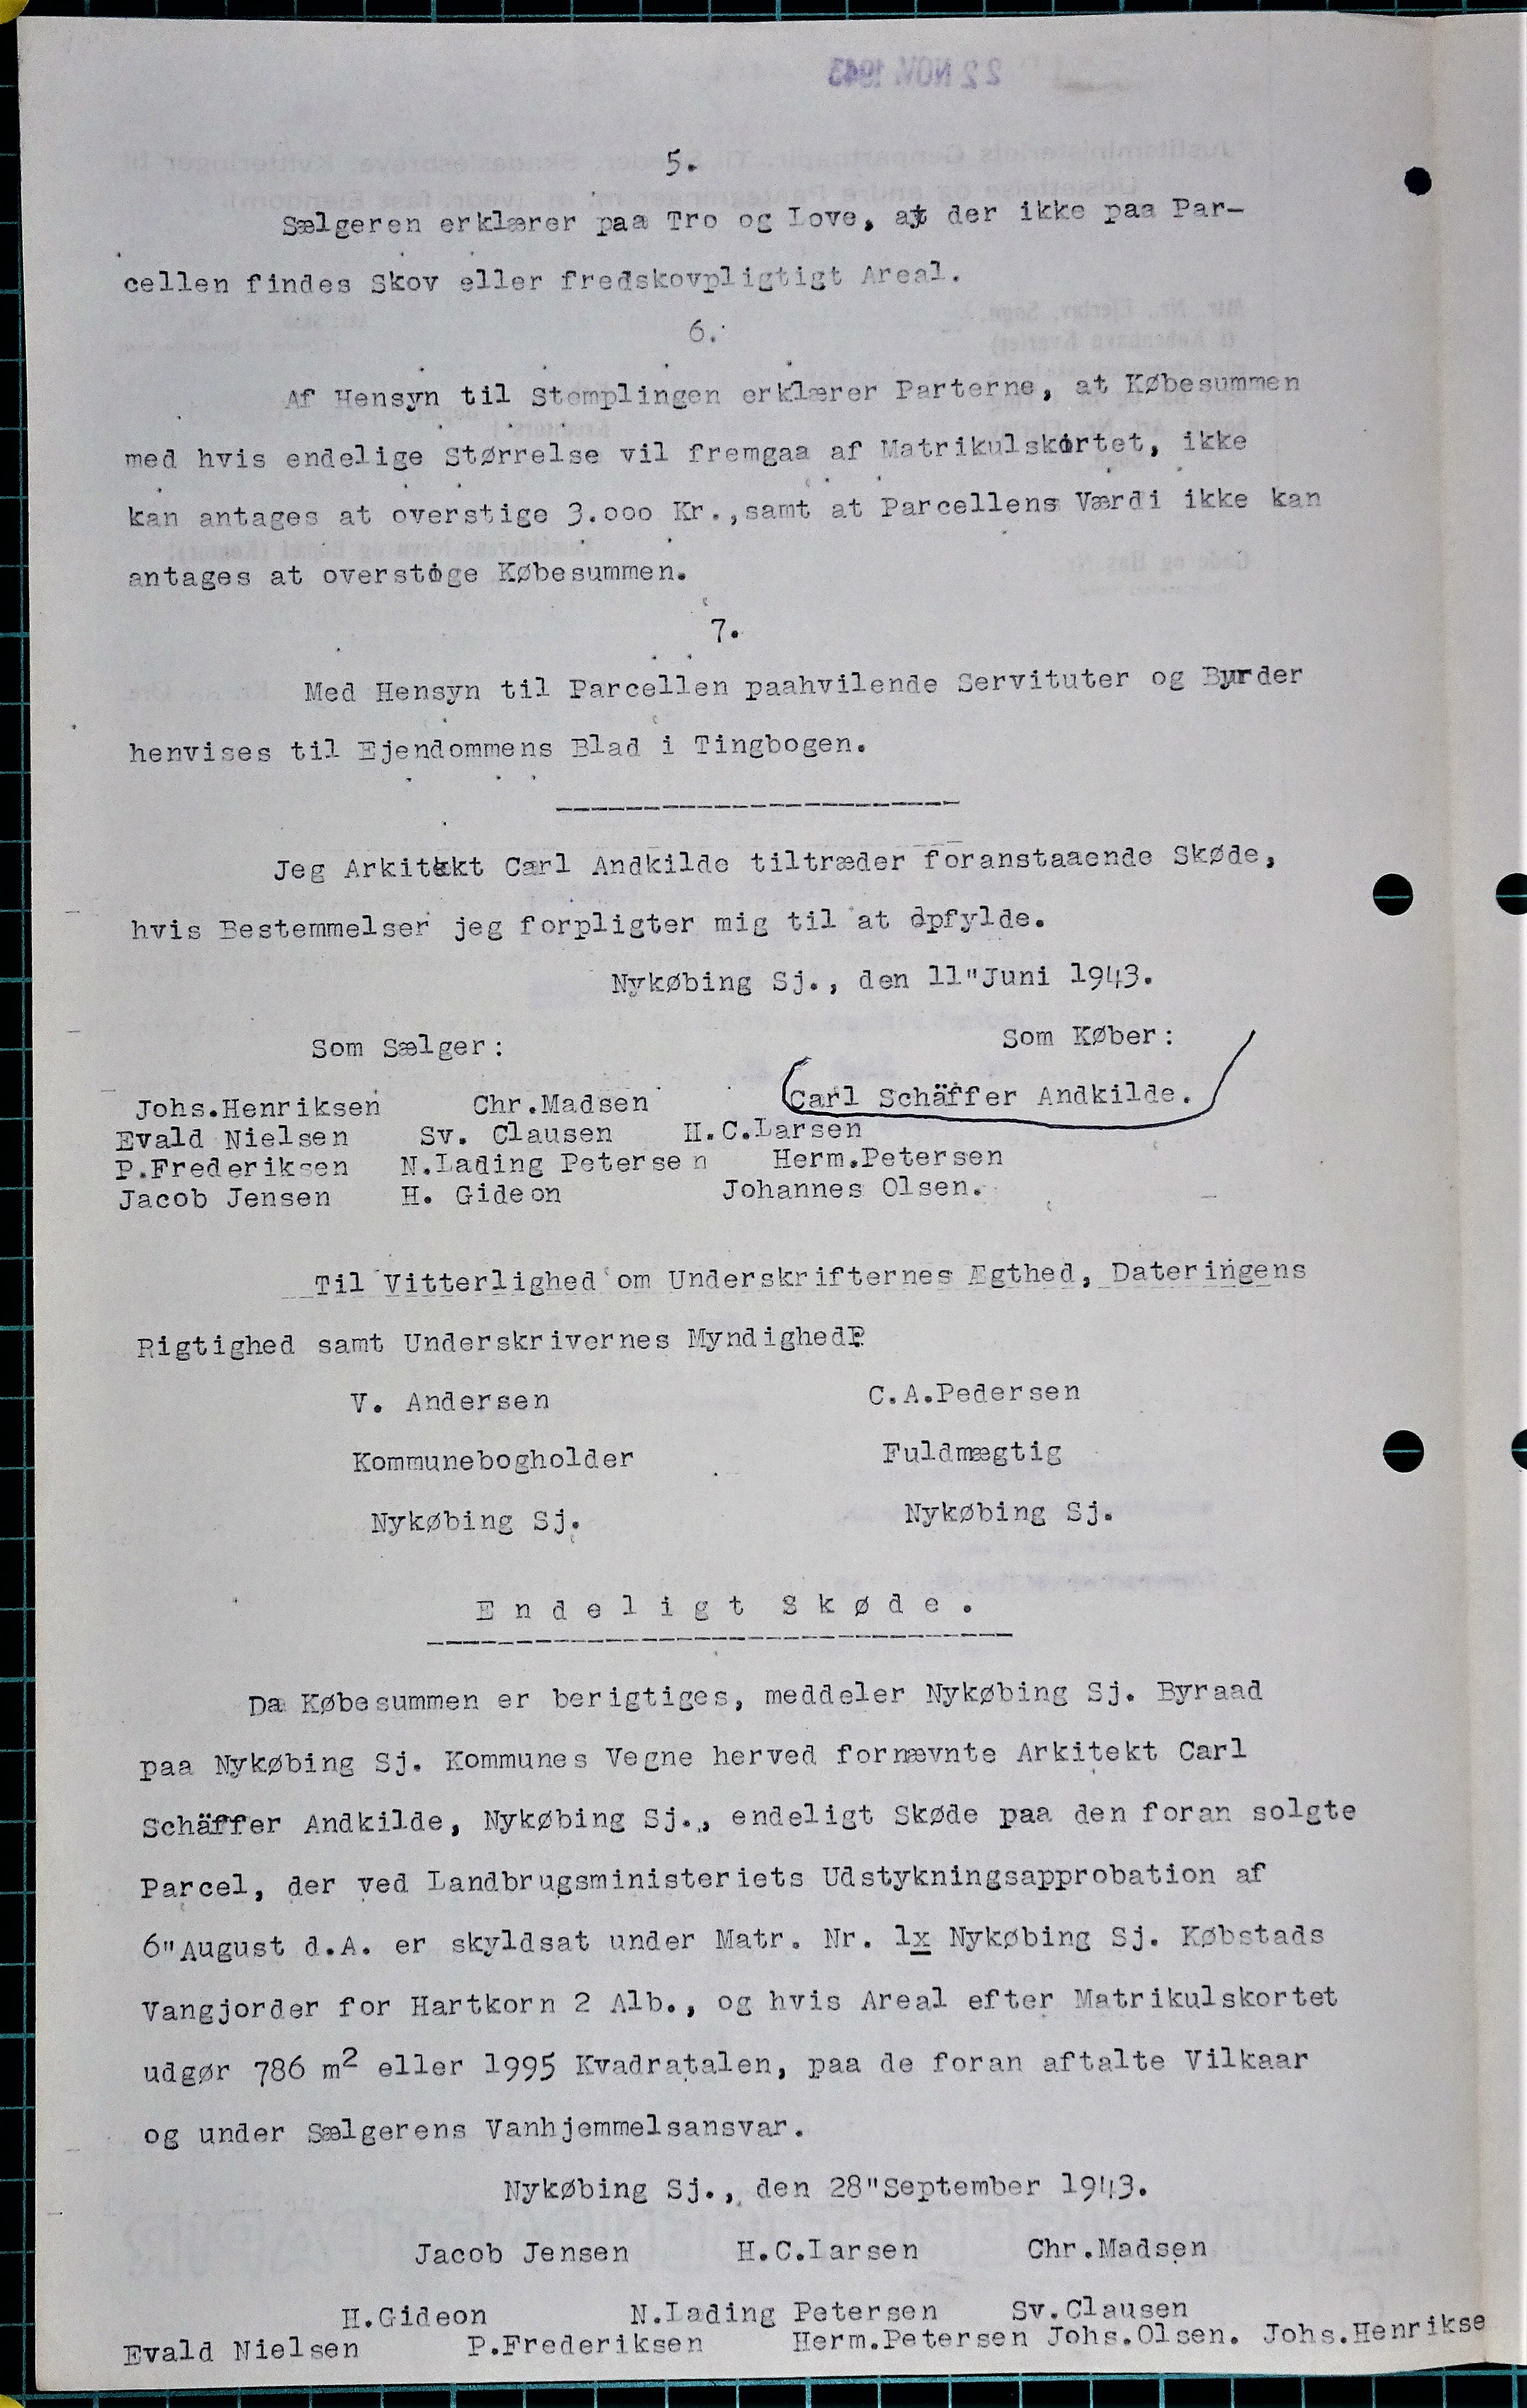 22 NOV. 1943
5.
Sælgeren erklærer paa Tro og Love, at der ikke paa Par-
cellen findes Skov eller fredskovpligtigt Areal.
6.
Af Hensyn til Stemplingen erklærer Parterne, at Købesummen
med hvis endelige Størrelse vil fremgaa af Matrikulskortet, ikke
kan antages at overstige 3.000 Kr., samt at Parcellens Værdi ikke kan
antages at overstige Købesummen.
7.
Med Hensyn til Parcellen paahvilende Servituter og Byrder
henvises til Ejendommens Blad i Tingbogen.
Jeg Arkitekt Carl Andkilde tiltræder foranstaaende Skøde,
hvis Bestemmelser jeg forpligter mig til at opfylde.
Nykøbing Sj., den 11" Juni 1943.
Som Sælger: Som Køber:
Johs.Henriksen Chr.Madsen Carl Schäffer Andkilde.
Evald Nielsen Sv. Clausen H.C.Larsen
P.Frederiksen N.Lading Petersen Herm.Petersen
Jacob Jensen H. Gideon Johannes Olsen.
Til Vitterlighed om Underskrifternes Ægthed, Dateringens
Rigtighed samt Underskrivernes Myndighed:
V. Andersen C.A.Pedersen
Kommunebogholder Fuldmægtig
Nykøbing Sj. Nykøbing Sj.
Endeligt Skøde.
Da Købesummen er berigtiges, meddeler Nykøbing Sj. Byraad
paa Nykøbing Sj. Kommunes Vegne herved fornævnte Arkitekt Carl
Schäffer Andkilde, Nykøbing Sj., endeligt Skøde paa den foran solgte
Parcel, der ved Landbrugsministeriets Udstykningsapprobation af
6" August d.A. er skyldsat under Matr. Nr. 1x Nykøbing Sj. Købstads
Vangjorder for Hartkorn 2 Alb., og hvis Areal efter Matrikulskortet
udgør 786 m2 eller 1995 Kvadratalen, paa de foran aftalte Vilkaar
og under Sælgerens Vanhjemmelsansvar.
Nykøbing Sj., den 28" September 1943.
Jacob Jensen H.C.Larsen Chr.Madsen
H.Gideon N.Lading Petersen Sv.Clausen
Evald Nielsen P.Frederiksen Herm.Petersen Johs.Olsen. Johs.Henrikse